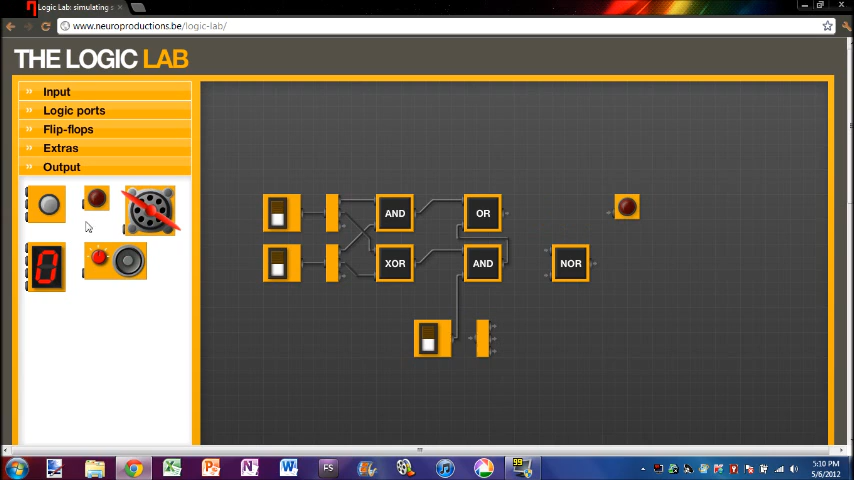 Logic Lab: simulating s
www.neuroproductions.be/logic-lab/
THE LOGIC LAB
Input
Logic ports
Flip-flops
Extras
Output
0
AND
OR
XOR
AND
NOR
FS
99
5:10 PM
5/6/2012